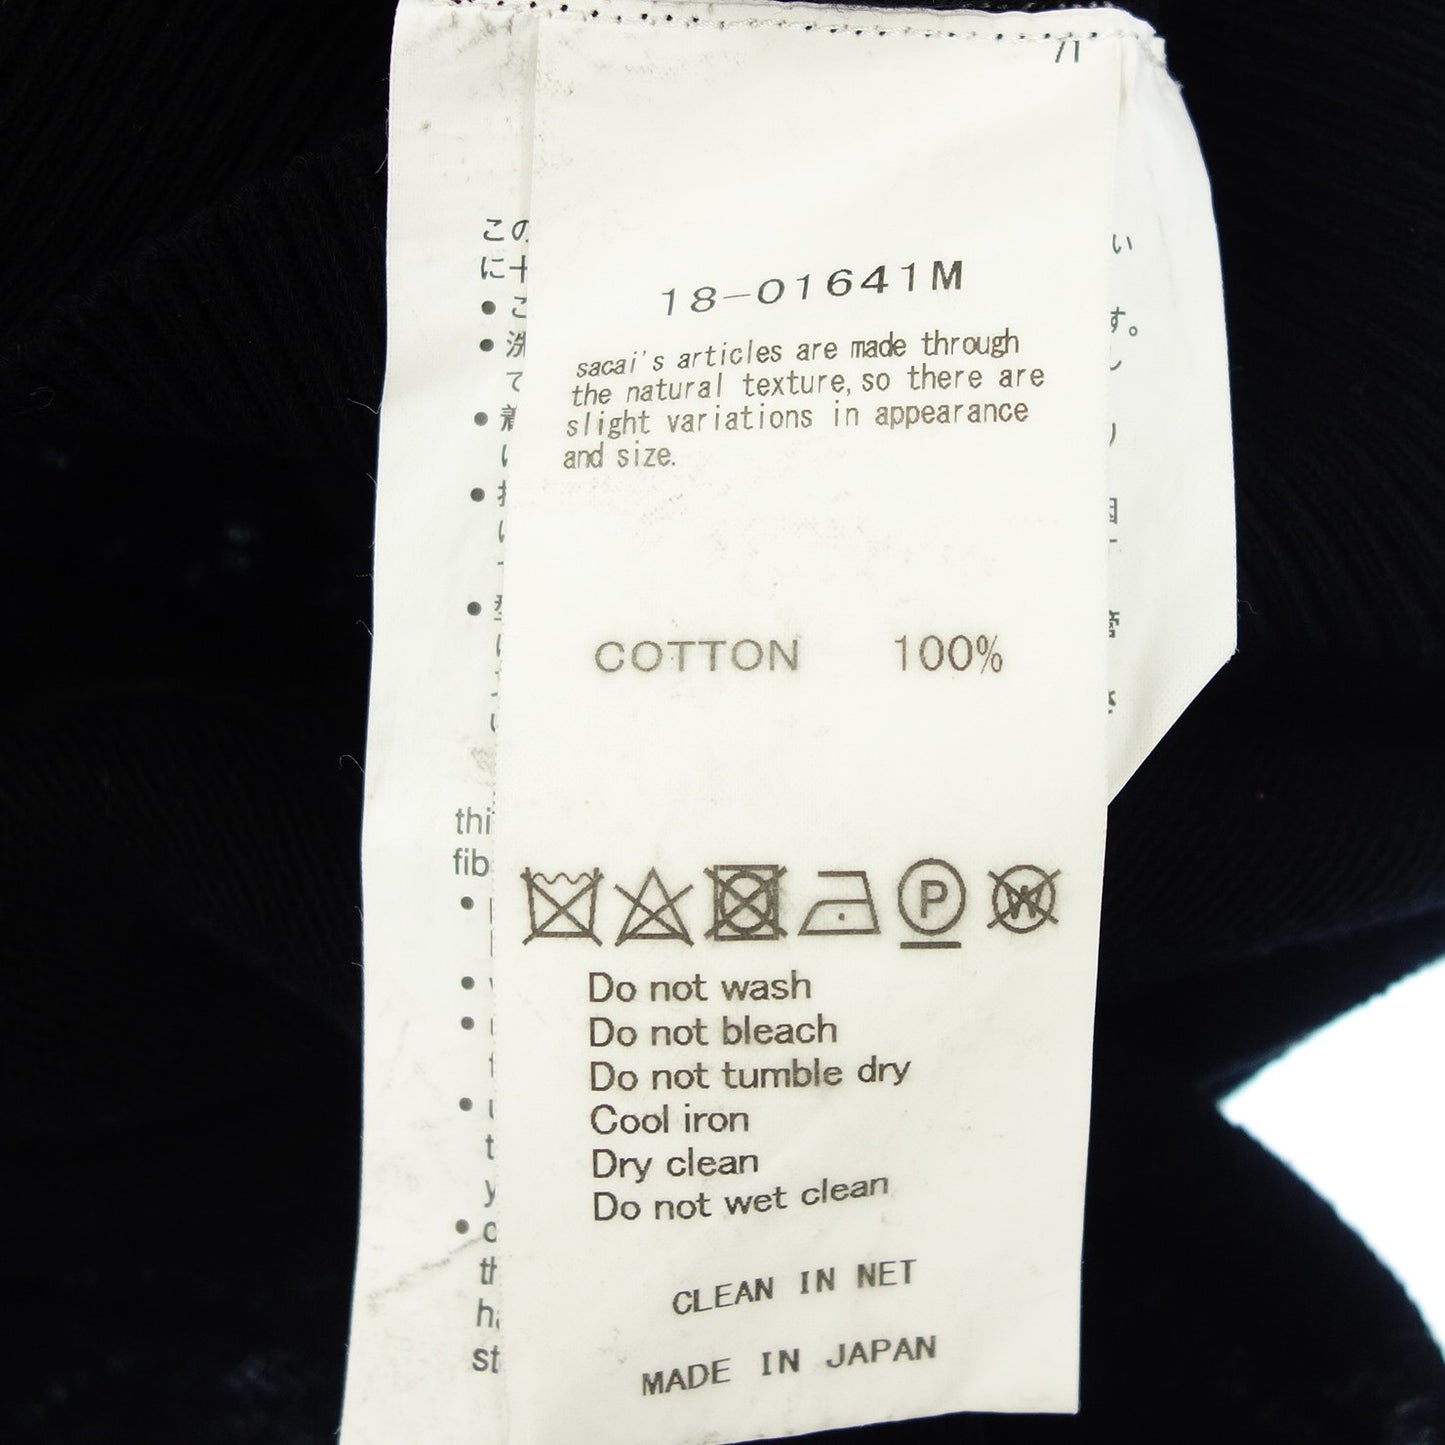 18-01641M
sacai's articles are made through
the natural texture, so there are
slight variations in appearance
and size.
COTTON 100%
P W
Do not wash
Do not bleach
Do not tumble dry
Cool iron
Dry clean
Do not wet clean
CLEAN IN NET
MADE IN JAPAN